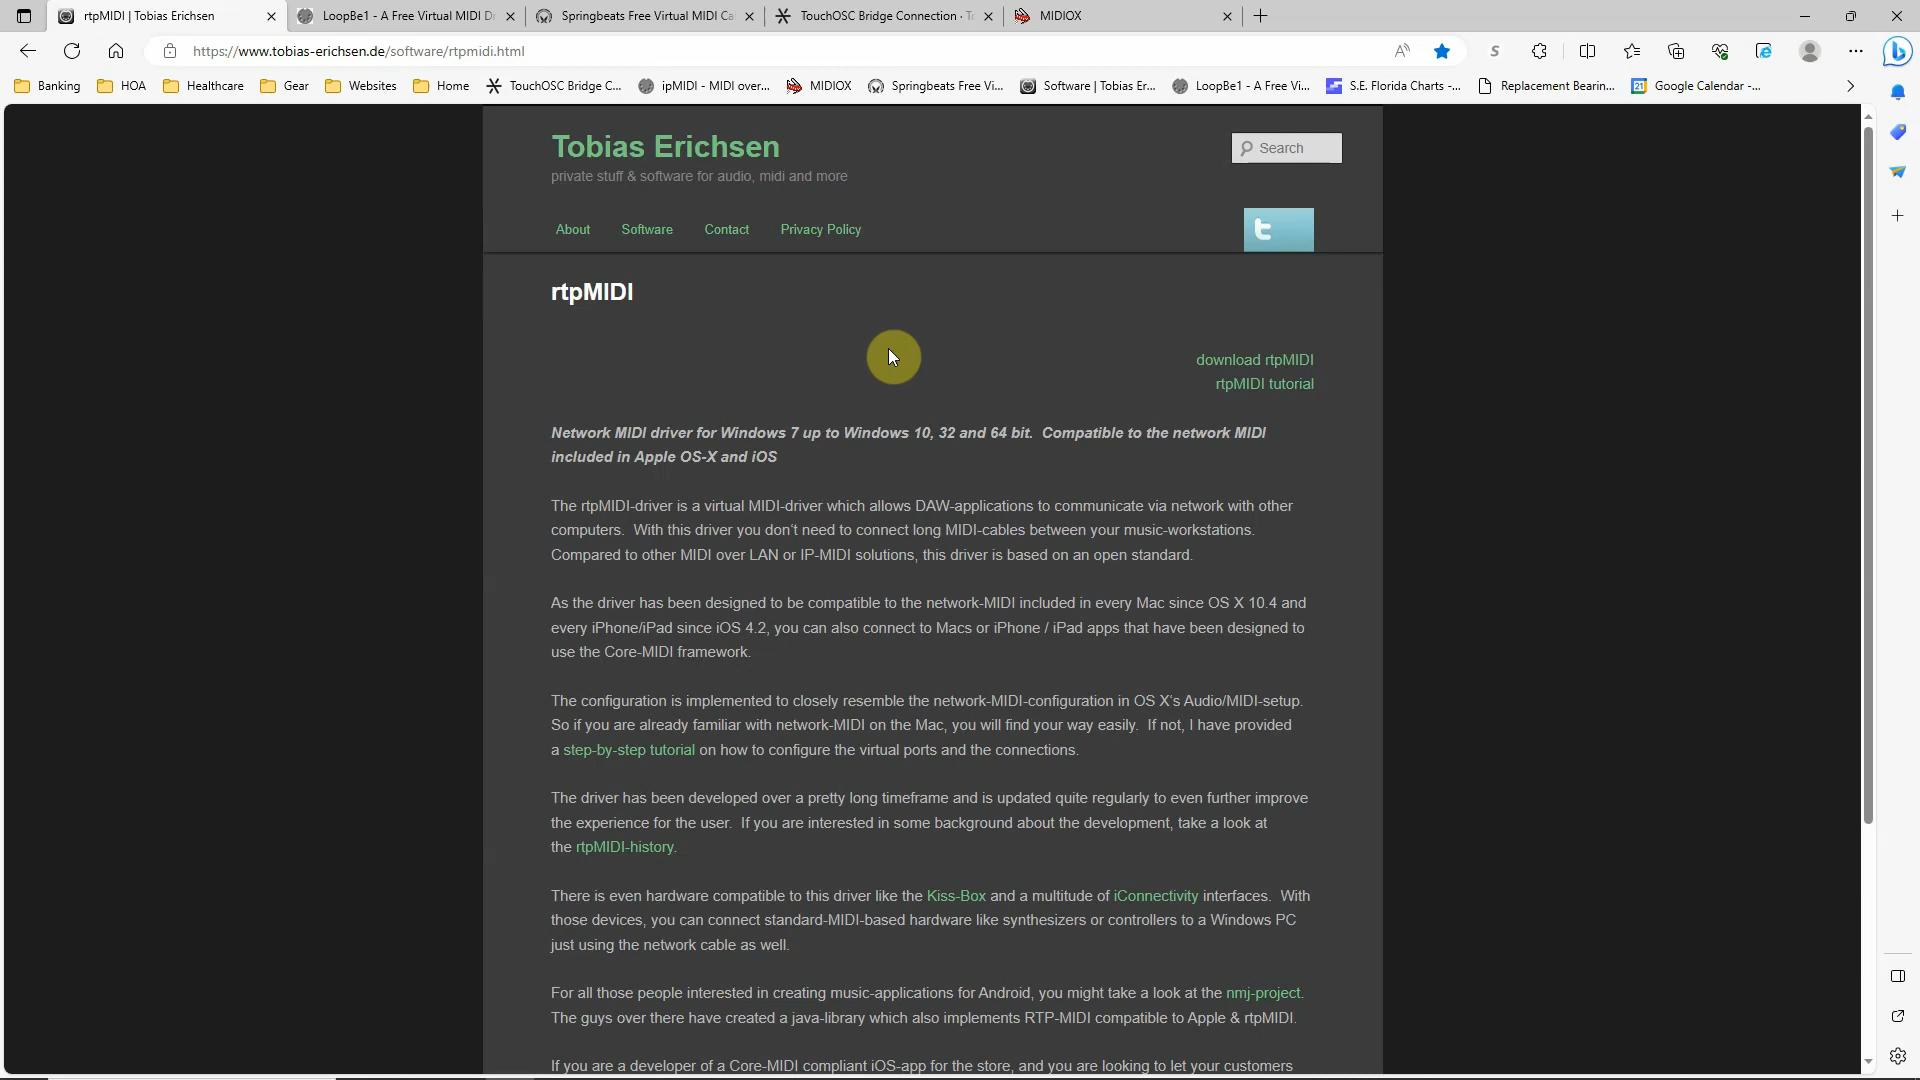 rtpMIDI | Tobias Erichsen
LoopBe1 - A Free Virtual MIDI D
Springbeats Free Virtual MIDI Ca
TouchOSC Bridge Connection · T
MIDIOX
https://www.tobias-erichsen.de/software/rtpmidi.html
Banking
HOA
Healthcare
Gear
Websites
Home
TouchOSC Bridge C...
ipMIDI - MIDI over...
MIDIOX
Springbeats Free Vi...
Software | Tobias Er...
LoopBe1 - A Free Vi...
S.E. Florida Charts -...
Replacement Bearin...
Google Calendar -...
Tobias Erichsen
Search
private stuff & software for audio, midi and more
About
Software
Contact
Privacy Policy
rtpMIDI
download rtpMIDI
rtpMIDI tutorial
Network MIDI driver for Windows 7 up to Windows 10, 32 and 64 bit. Compatible to the network MIDI
included in Apple OS-X and iOS
The rtpMIDI-driver is a virtual MIDI-driver which allows DAW-applications to communicate via network with other
computers. With this driver you don't need to connect long MIDI-cables between your music-workstations.
Compared to other MIDI over LAN or IP-MIDI solutions, this driver is based on an open standard.
As the driver has been designed to be compatible to the network-MIDI included in every Mac since OS X 10.4 and
every iPhone/iPad since iOS 4.2, you can also connect to Macs or iPhone / iPad apps that have been designed to
use the Core-MIDI framework.
The configuration is implemented to closely resemble the network-MIDI-configuration in OS X's Audio/MIDI-setup.
So if you are already familiar with network-MIDI on the Mac, you will find your way easily. If not, I have provided
a step-by-step tutorial on how to configure the virtual ports and the connections.
The driver has been developed over a pretty long timeframe and is updated quite regularly to even further improve
the experience for the user. If you are interested in some background about the development, take a look at
the rtpMIDI-history.
There is even hardware compatible to this driver like the Kiss-Box and a multitude of iConnectivity interfaces. With
those devices, you can connect standard-MIDI-based hardware like synthesizers or controllers to a Windows PC
just using the network cable as well.
For all those people interested in creating music-applications for Android, you might take a look at the nmj-project.
The guys over there have created a java-library which also implements RTP-MIDI compatible to Apple & rtpMIDI.
If you are a developer of a Core-MIDI compliant iOS-app for the store, and you are looking to let your customers